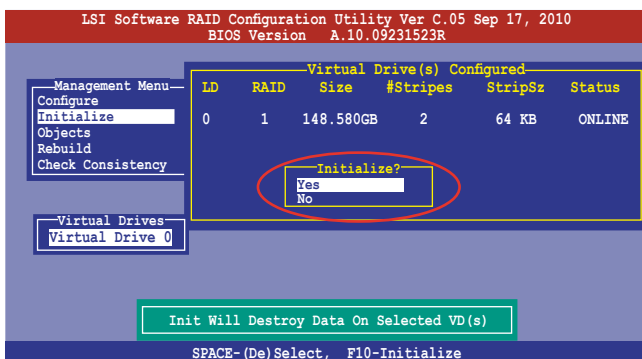 LSI Software RAID Configuration Utility Ver C.05 Sep 17, 2010
BIOS Version A.10.09231523R
Management Menu
Configure
Initialize
Objects
Rebuild
Check Consistency
Virtual Drive(s) Configured
LD RAID Size #Stripes StripSz Status
0 1 148.580GB 2 64 KB ONLINE
Initialize?
Yes
No
Virtual Drives
Virtual Drive 0
Init Will Destroy Data On Selected VD(s)
SPACE-(De)Select, F10-Initialize